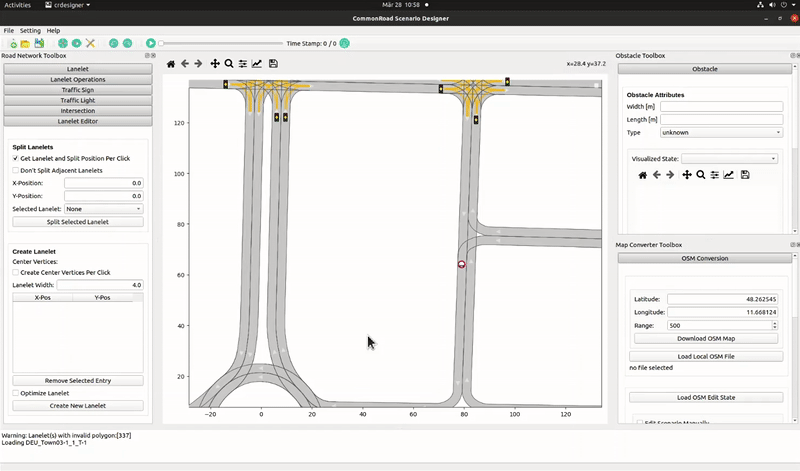 Activities crdesigner Mär 28 10:58
CommonRoad Scenario Designer
File Setting Help
Time Stamp: 0 / 0
Road Network Toolbox
Lanelet
Lanelet Operations
Traffic Sign
Traffic Light
Intersection
Lanelet Editor
Split Lanelets
Get Lanelet and Split Position Per Click
Don't Split Adjacent Lanelets
X-Position: 0.0
Y-Position: 0.0
Selected Lanelet: None
Split Selected Lanelet
Create Lanelet
Center Vertices:
Create Center Vertices Per Click
Lanelet Width: 4.0
X-Pos Y-Pos
Remove Selected Entry
Optimize Lanelet
Create New Lanelet
x=28.4 y=37.2
120
100
80
60
40
20
−20 0 20 40 60 80 100 120
Obstacle Toolbox
Obstacle
Obstacle Attributes
Width [m]
Length [m]
Type unknown
Visualized State:
Map Converter Toolbox
OSM Conversion
Latitude: 48.262545
Longitude: 11.668124
Range: 500
Download OSM Map
Load Local OSM File
no file selected
Load OSM Edit State
Edit Scenario Manually
Warning: Lanelet(s) with invalid polygon:[337]
Loading DEU_Town03-1_1_T-1